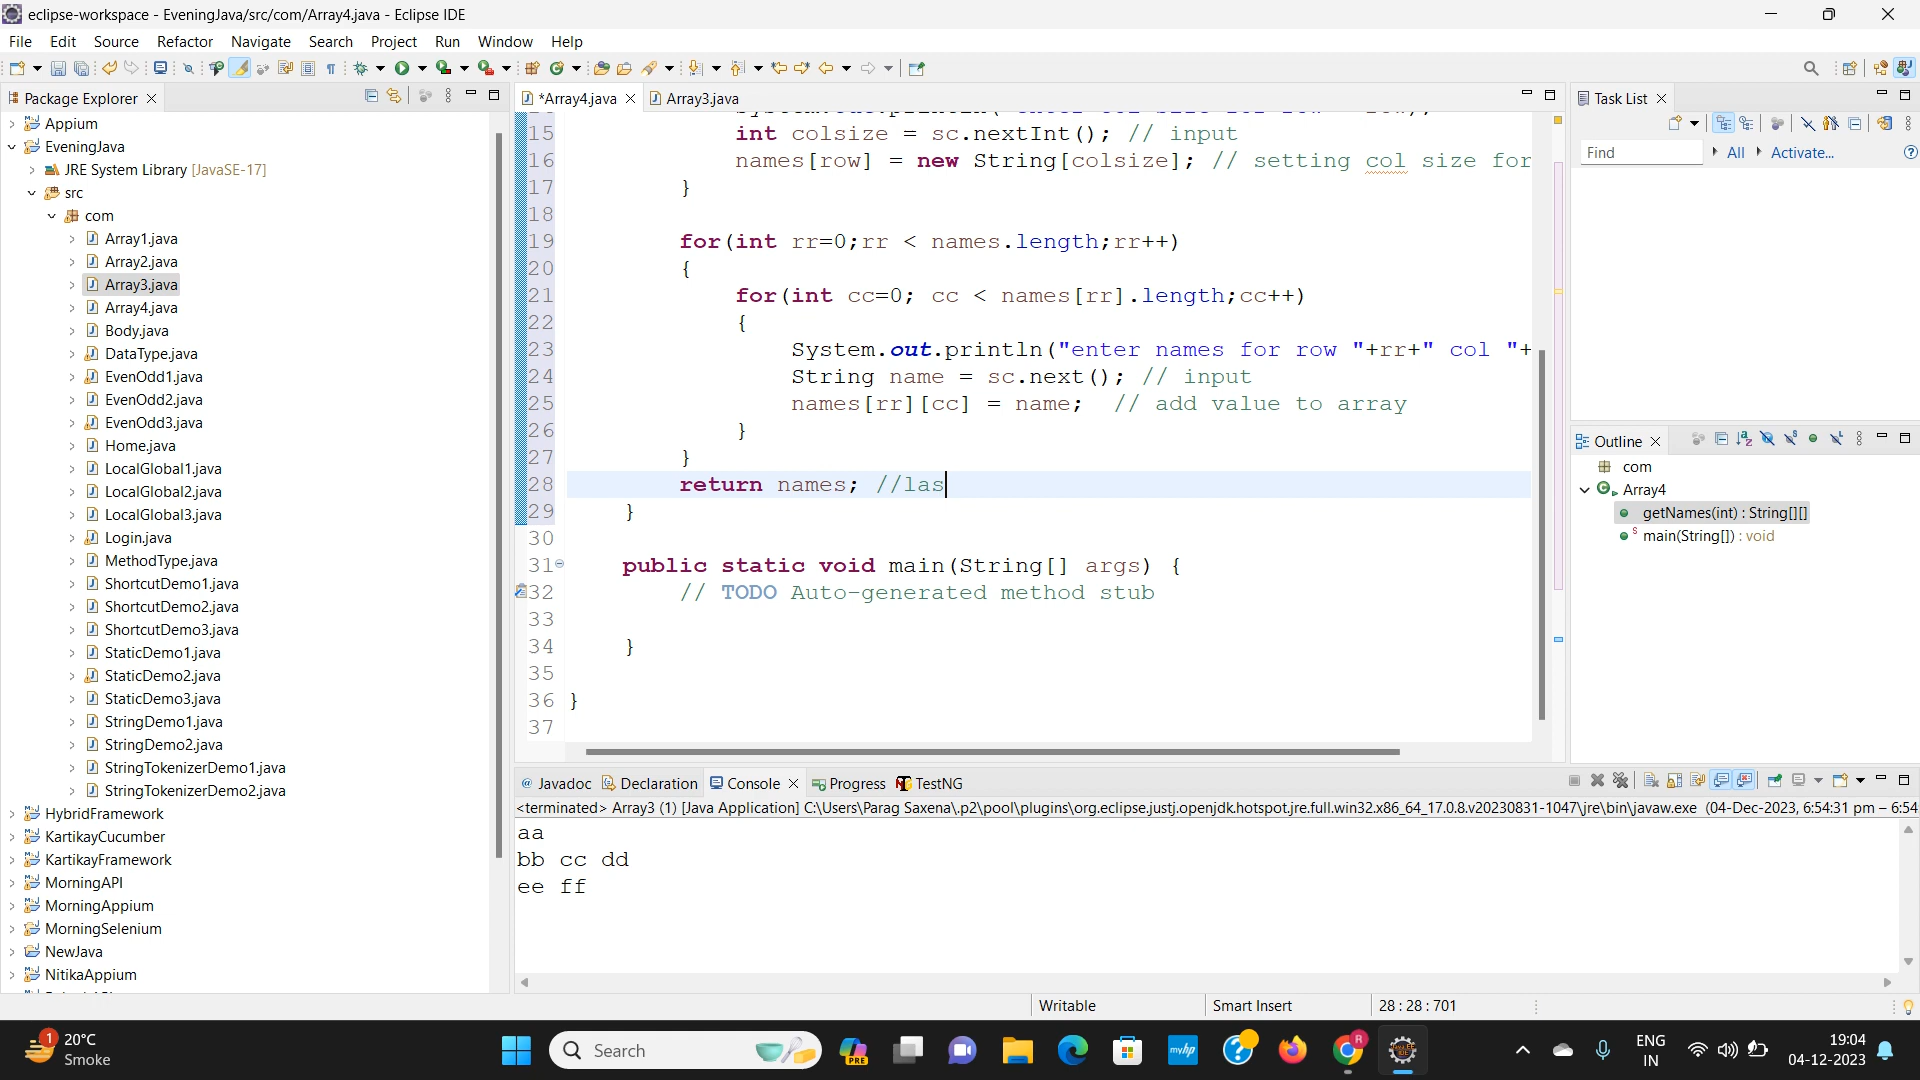 eclipse-workspace - EveningJava/src/com/Array4.java - Eclipse IDE
File Edit Source Refactor Navigate Search Project Run Window Help
Package Explorer
Appium
EveningJava
JRE System Library [JavaSE-17]
src
com
Array1.java
Array2.java
Array3.java
Array4.java
Body.java
DataType.java
EvenOdd1.java
EvenOdd2.java
EvenOdd3.java
Home.java
LocalGlobal1.java
LocalGlobal2.java
LocalGlobal3.java
Login.java
MethodType.java
ShortcutDemo1.java
ShortcutDemo2.java
ShortcutDemo3.java
StaticDemo1.java
StaticDemo2.java
StaticDemo3.java
StringDemo1.java
StringDemo2.java
StringTokenizerDemo1.java
StringTokenizerDemo2.java
HybridFramework
KartikayCucumber
KartikayFramework
MorningAPI
MorningAppium
MorningSelenium
NewJava
NitikaAppium
*Array4.java Array3.java
15 int colsize = sc.nextInt(); // input
16 names[row] = new String[colsize]; // setting col size for
17 }
18
19 for(int rr=0;rr < names.length;rr++)
20 {
21 for(int cc=0; cc < names[rr].length;cc++)
22 {
23 System.out.println("enter names for row "+rr+" col "+
24 String name = sc.next(); // input
25 names[rr][cc] = name; // add value to array
26 }
27 }
28 return names; //las
29 }
30
31 public static void main(String[] args) {
32 // TODO Auto-generated method stub
33
34 }
35
36 }
37
Task List
Find All Activate...
Outline
com
Array4
getNames(int) : String[][]
main(String[]) : void
Javadoc Declaration Console Progress TestNG
<terminated> Array3 (1) [Java Application] C:\Users\Parag Saxena\.p2\pool\plugins\org.eclipse.justj.openjdk.hotspot.jre.full.win32.x86_64_17.0.8.v20230831-1047\jre\bin\javaw.exe (04-Dec-2023, 6:54:31 pm – 6:54
aa
bb cc dd
ee ff
Writable Smart Insert 28 : 28 : 701
1
20°C
Smoke
Search
PRE
myhp
R
ENG
IN
19:04
04-12-2023